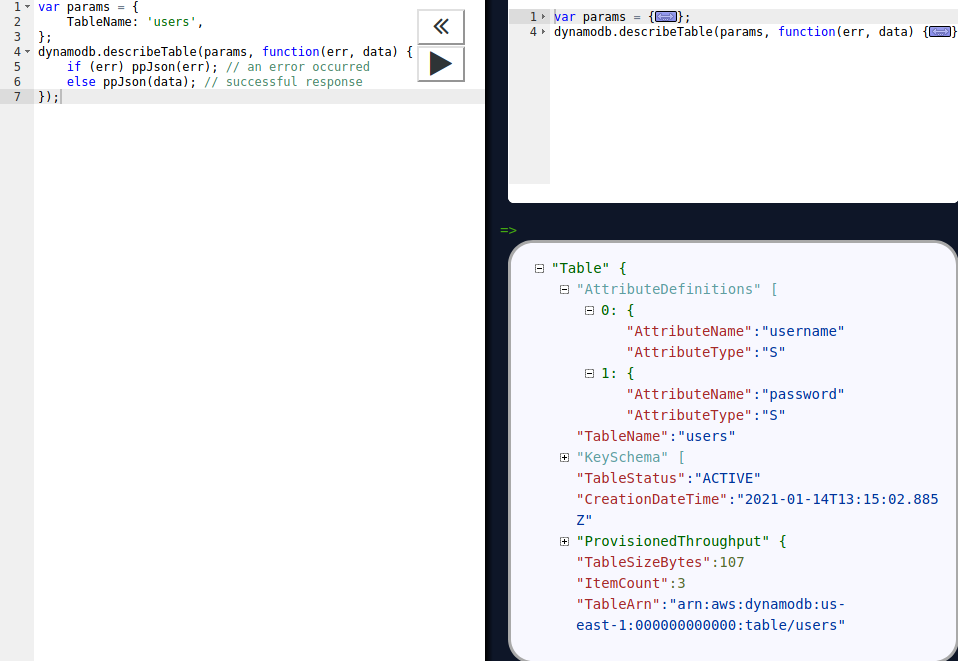 1 var params = {
2 TableName: 'users',
3 };
4 dynamodb.describeTable(params, function(err, data) {
5 if (err) ppJson(err); // an error occurred
6 else ppJson(data); // successful response
7 });
1 var params = {};
4 dynamodb.describeTable(params, function(err, data) {}
=>
"Table" {
"AttributeDefinitions" [
0: {
"AttributeName":"username"
"AttributeType":"S"
1: {
"AttributeName":"password"
"AttributeType":"S"
"TableName":"users"
"KeySchema" [
"TableStatus":"ACTIVE"
"CreationDateTime":"2021-01-14T13:15:02.885
Z"
"ProvisionedThroughput" {
"TableSizeBytes":107
"ItemCount":3
"TableArn":"arn:aws:dynamodb:us-
east-1:000000000000:table/users"